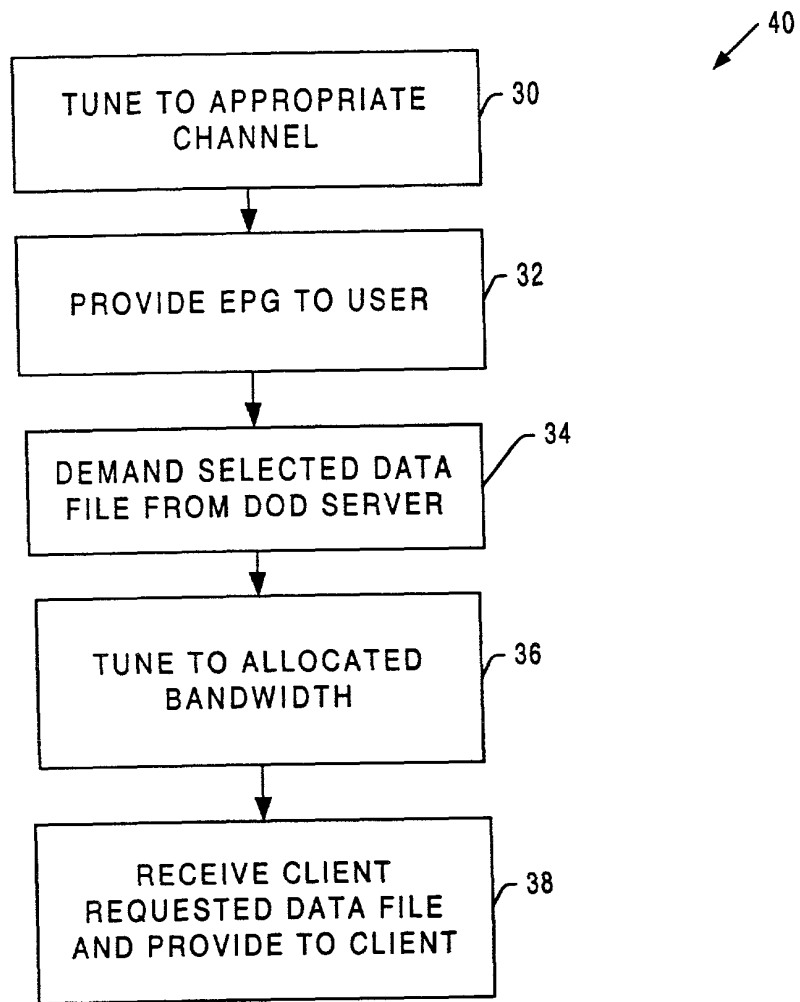 40
TUNE TO APPROPRIATE
CHANNEL
30
PROVIDE EPG TO USER
32
DEMAND SELECTED DATA
FILE FROM DOD SERVER
34
TUNE TO ALLOCATED
BANDWIDTH
36
RECEIVE CLIENT
REQUESTED DATA FILE
AND PROVIDE TO CLIENT
38